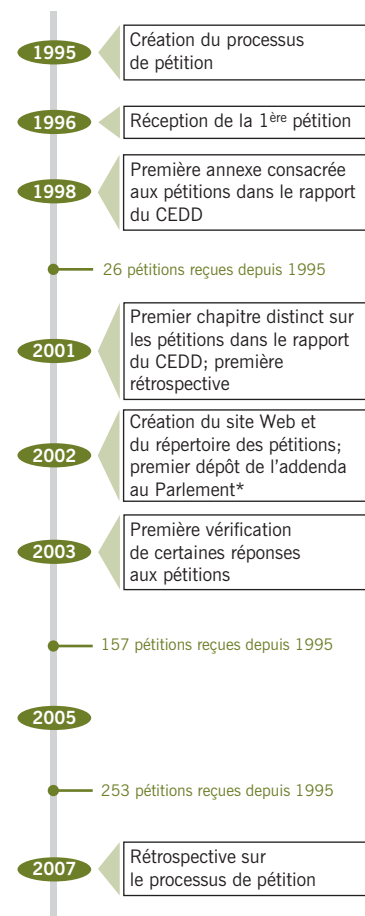 1995
Création du processus
de pétition
1996
Réception de la 1ère pétition
1998
Première annexe consacrée
aux pétitions dans le rapport
du CEDD
26 pétitions reçues depuis 1995
2001
Premier chapitre distinct sur
les pétitions dans le rapport
du CEDD; première
rétrospective
2002
Création du site Web et
du répertoire des pétitions;
premier dépôt de l'addenda
au Parlement*
2003
Première vérification
de certaines réponses
aux pétitions
157 pétitions reçues depuis 1995
2005
253 pétitions reçues depuis 1995
2007
Rétrospective sur
le processus de pétition